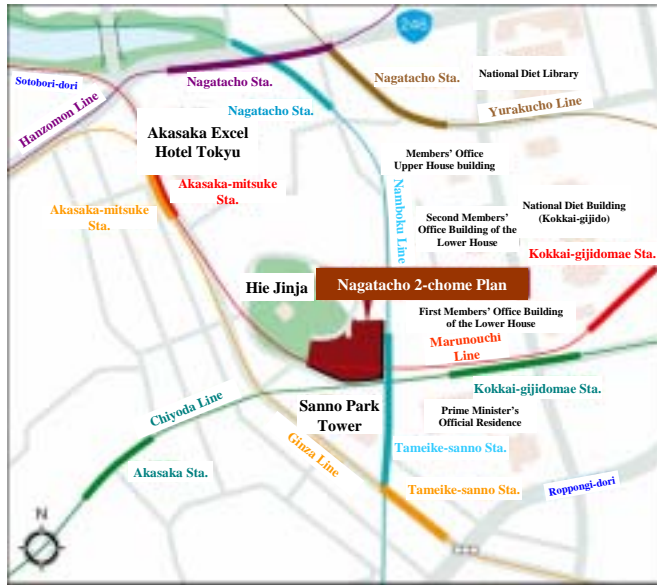 246
Sotobori-dori
Nagatacho Sta.
Nagatacho Sta.
National Diet Library
Hanzomon Line
Nagatacho Sta.
Yurakucho Line
Akasaka Excel
Hotel Tokyu
Members' Office
Upper House building
Akasaka-mitsuke
Sta.
Akasaka-mitsuke
Sta.
Namboku Line
National Diet Building
(Kokkai-gijido)
Second Members'
Office Building of the
Lower House
Kokkai-gijidomae Sta.
Hie Jinja
Nagatacho 2-chome Plan
First Members' Office Building
of the Lower House
Marunouchi
Line
Kokkai-gijidomae Sta.
Chiyoda Line
Sanno Park
Tower
Prime Minister's
Official Residence
Ginza Line
Tameike-sanno Sta.
Akasaka Sta.
Tameike-sanno Sta.
Roppongi-dori
N